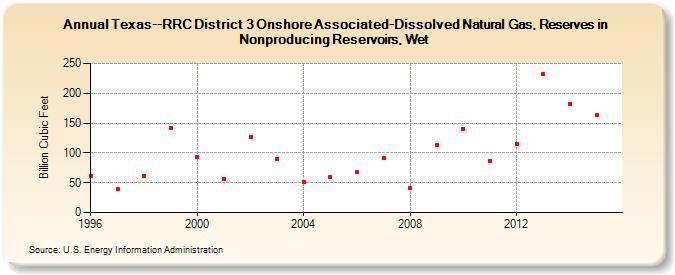 Annual Texas--RRC District 3 Onshore Associated-Dissolved Natural Gas, Reserves in
Nonproducing Reservoirs, Wet
Billion Cubic Feet
250
200
150
100
50
0
1996
2000
2004
2008
2012
Source: U.S. Energy Information Administration